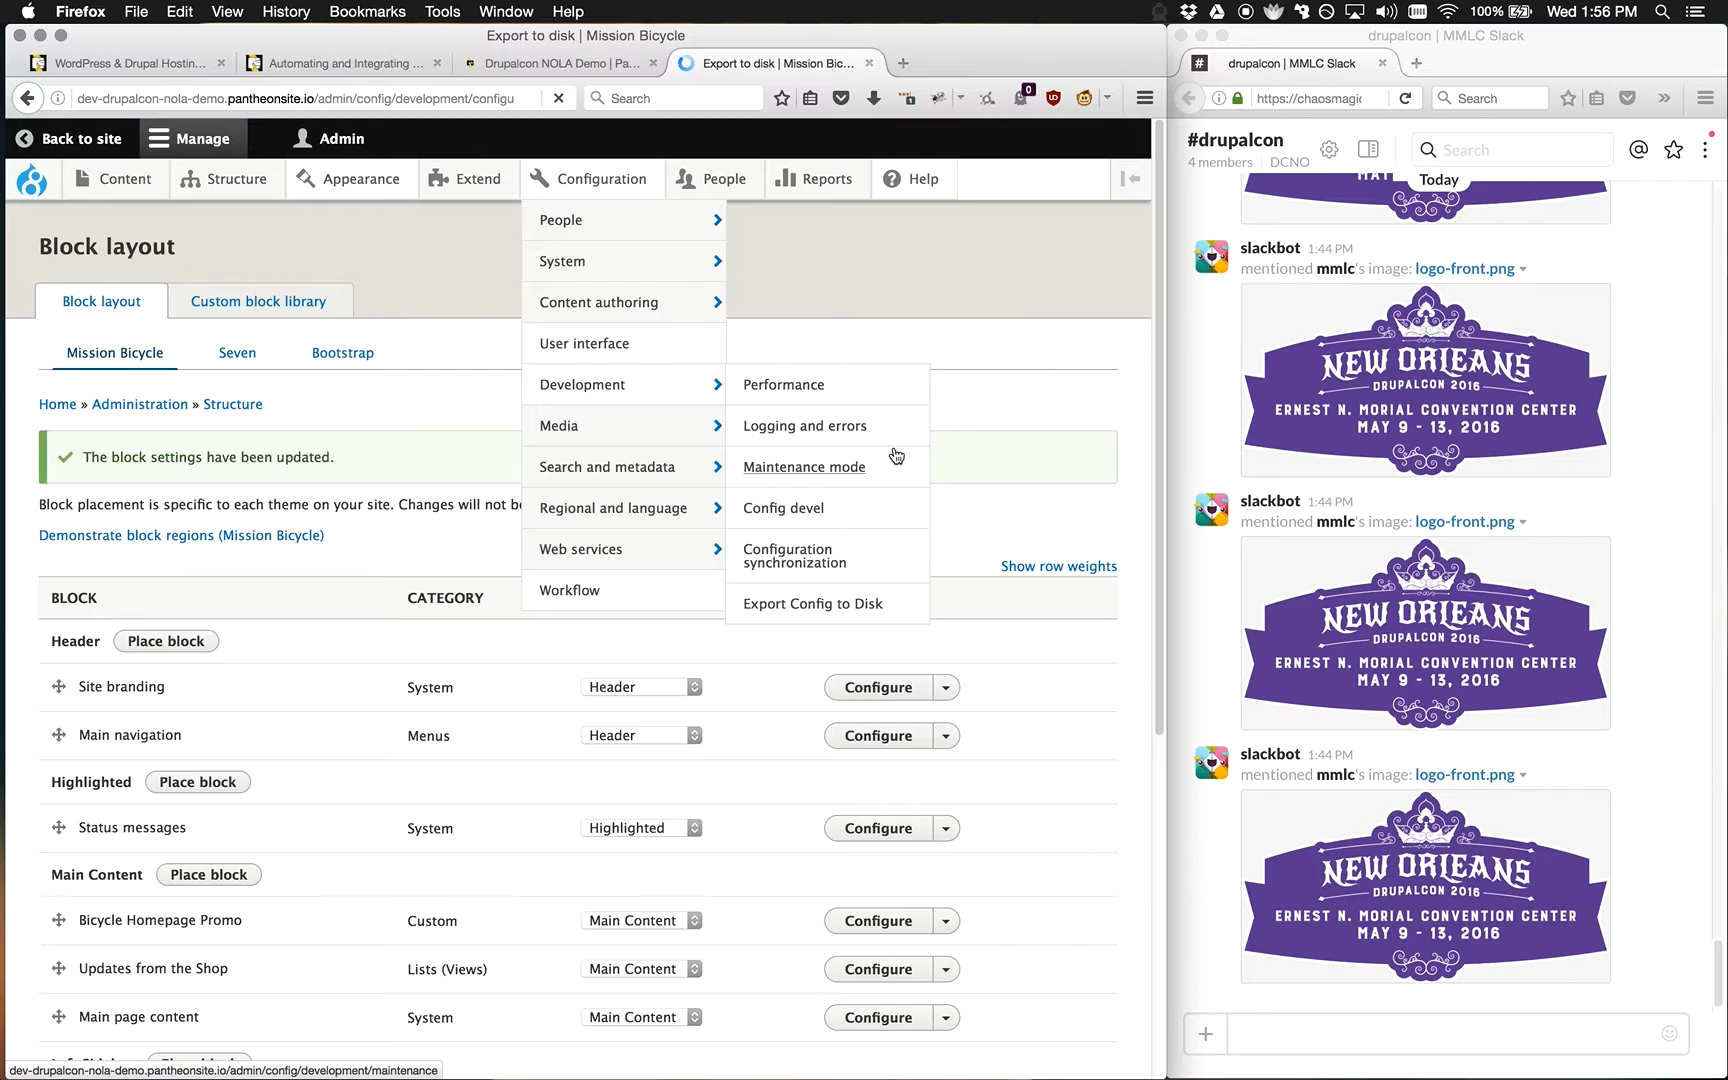 Firefox File Edit View History Bookmarks Tools Window Help 100% Wed 1:56 PM
Export to disk | Mission Bicycle
WordPress & Drupal Hostin... Automating and Integrating ... Drupalcon NOLA Demo | Pa... Export to disk | Mission Bic...
dev-drupalcon-nola-demo.pantheonsite.io/admin/config/development/configu Search 0
Back to site Manage Admin
Content Structure Appearance Extend Configuration People Reports Help
People
System
Content authoring
User interface
Development
Media
Search and metadata
Regional and language
Web services
Workflow
Performance
Logging and errors
Maintenance mode
Config devel
Configuration
synchronization
Export Config to Disk
Block layout
Block layout Custom block library
Mission Bicycle Seven Bootstrap
Home » Administration » Structure
The block settings have been updated.
Block placement is specific to each theme on your site. Changes will not be
Demonstrate block regions (Mission Bicycle)
Show row weights
BLOCK CATEGORY
Header Place block
Site branding System Header Configure
Main navigation Menus Header Configure
Highlighted Place block
Status messages System Highlighted Configure
Main Content Place block
Bicycle Homepage Promo Custom Main Content Configure
Updates from the Shop Lists (Views) Main Content Configure
Main page content System Main Content Configure
dev-drupalcon-nola-demo.pantheonsite.io/admin/config/development/maintenance
drupalcon | MMLC Slack
drupalcon | MMLC Slack
https://chaosmagic Search
#drupalcon
4 members DCNO
Search
Today
slackbot 1:44 PM
mentioned mmlc's image: logo-front.png
NEW ORLEANS
DRUPALCON 2016
ERNEST N. MORIAL CONVENTION CENTER
MAY 9 - 13, 2016
slackbot 1:44 PM
mentioned mmlc's image: logo-front.png
NEW ORLEANS
DRUPALCON 2016
ERNEST N. MORIAL CONVENTION CENTER
MAY 9 - 13, 2016
slackbot 1:44 PM
mentioned mmlc's image: logo-front.png
NEW ORLEANS
DRUPALCON 2016
ERNEST N. MORIAL CONVENTION CENTER
MAY 9 - 13, 2016